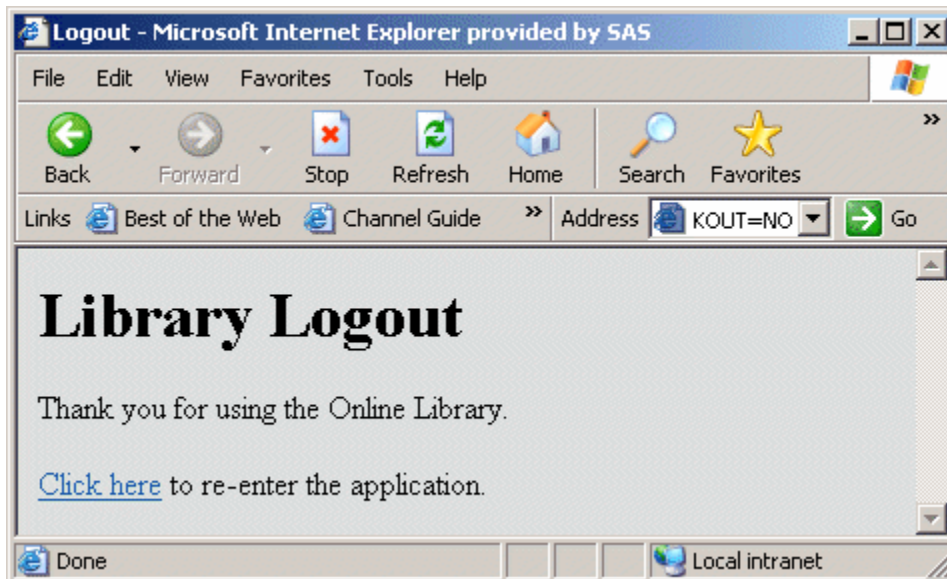 Logout - Microsoft Internet Explorer provided by SAS
File Edit View Favorites Tools Help
Back Forward Stop Refresh Home Search Favorites »
Links Best of the Web Channel Guide » Address KOUT=NO Go
Library Logout
Thank you for using the Online Library.
Click here to re-enter the application.
Done Local intranet